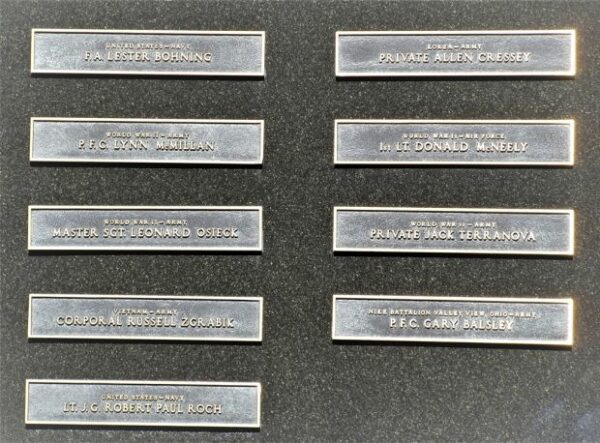 UNITED STATES – NAVY
F.A. LESTER BOHNING
WORLD WAR II – ARMY
P.F.C. LYNN McMILLAN
WORLD WAR II – ARMY
MASTER SGT. LEONARD OSIECK
VIETNAM – ARMY
CORPORAL RUSSELL ZGRABIK
UNITED STATES – NAVY
LT. J.G. ROBERT PAUL ROCH
KOREA – ARMY
PRIVATE ALLEN CRESSEY
WORLD WAR II – AIR FORCE
1st LT. DONALD McNEELY
WORLD WAR II – ARMY
PRIVATE JACK TERRANOVA
NIKE BATTALION VALLEY VIEW, OHIO – ARMY
P.F.C. GARY BALSLEY